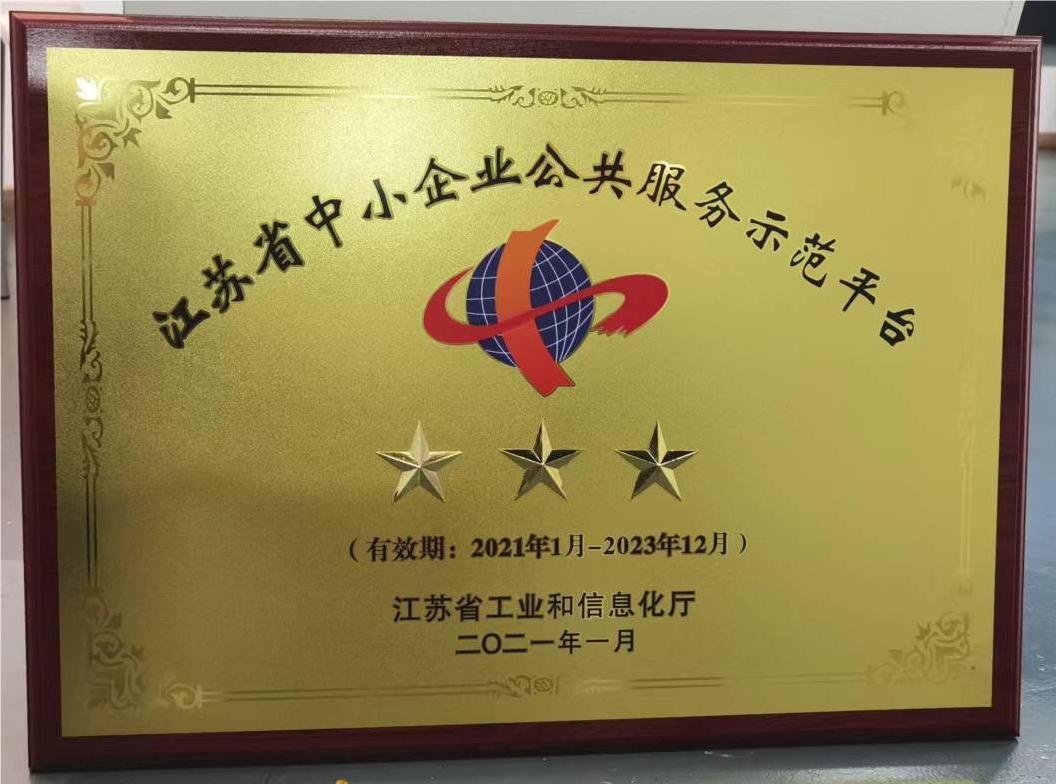 江苏省中小企业公共服务示范平台
（有效期：2021年1月-2023年12月）
江苏省工业和信息化厅
二〇二一年一月